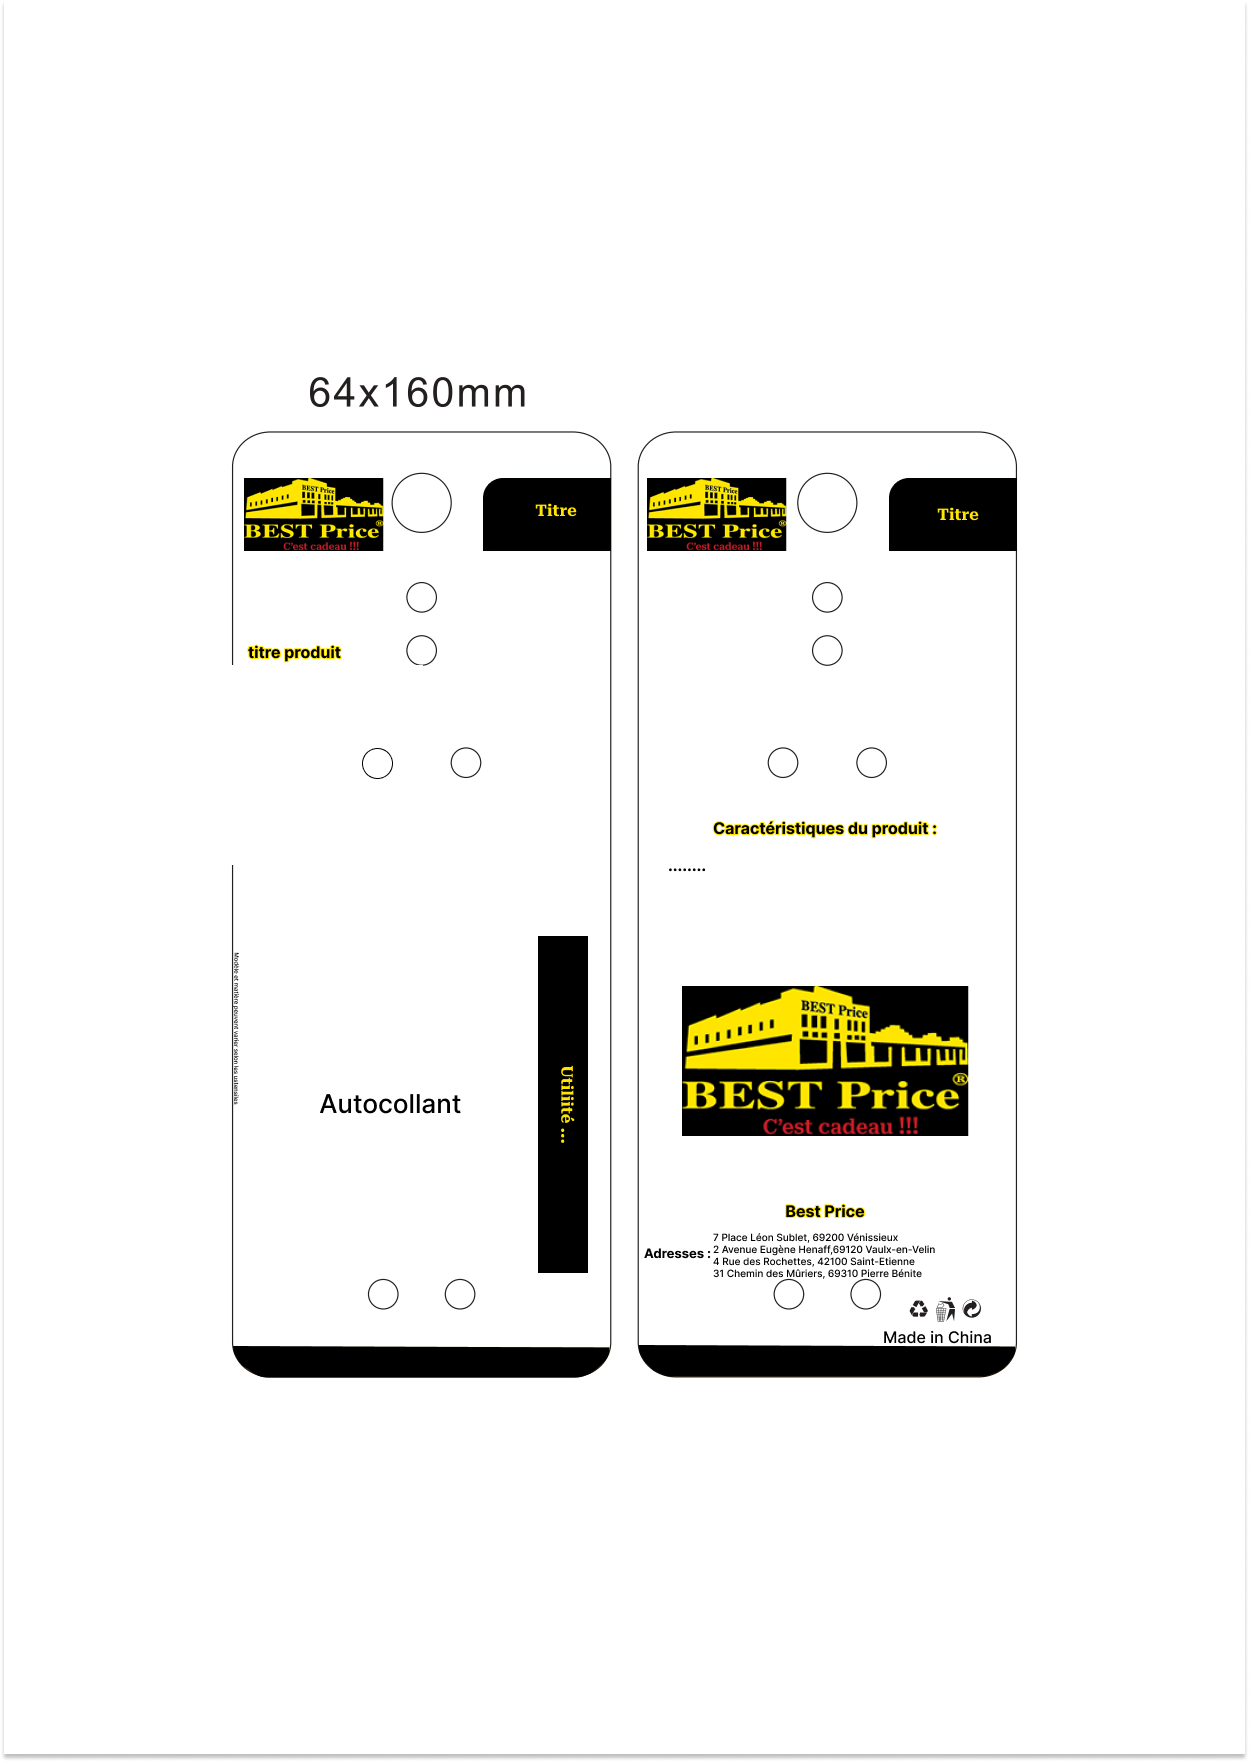 64x160mm
BEST Price
BEST Price®
C'est cadeau !!!
Titre
titre produit
Modèle et matière peuvent varier selon les ustensiles
Autocollant
Utilité ...
BEST Price
BEST Price®
C'est cadeau !!!
Titre
Caractéristiques du produit :
........
BEST Price
BEST Price®
C'est cadeau !!!
Best Price
Adresses :
7 Place Léon Sublet, 69200 Vénissieux
2 Avenue Eugène Henaff,69120 Vaulx-en-Velin
4 Rue des Rochettes, 42100 Saint-Etienne
31 Chemin des Mûriers, 69310 Pierre Bénite
Made in China